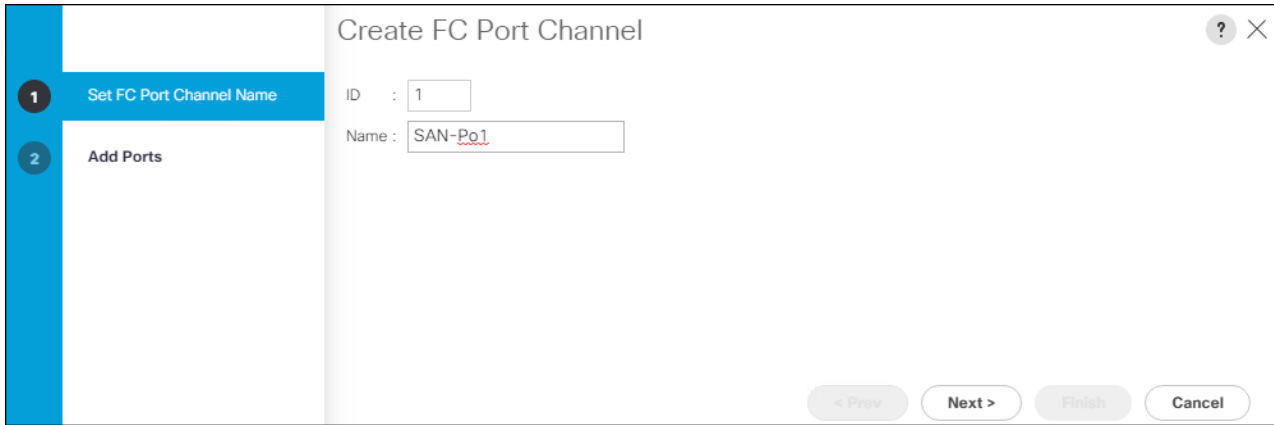 Create FC Port Channel
? ×
1 Set FC Port Channel Name
2 Add Ports
ID : 1
Name : SAN-Po1
< Prev Next > Finish Cancel